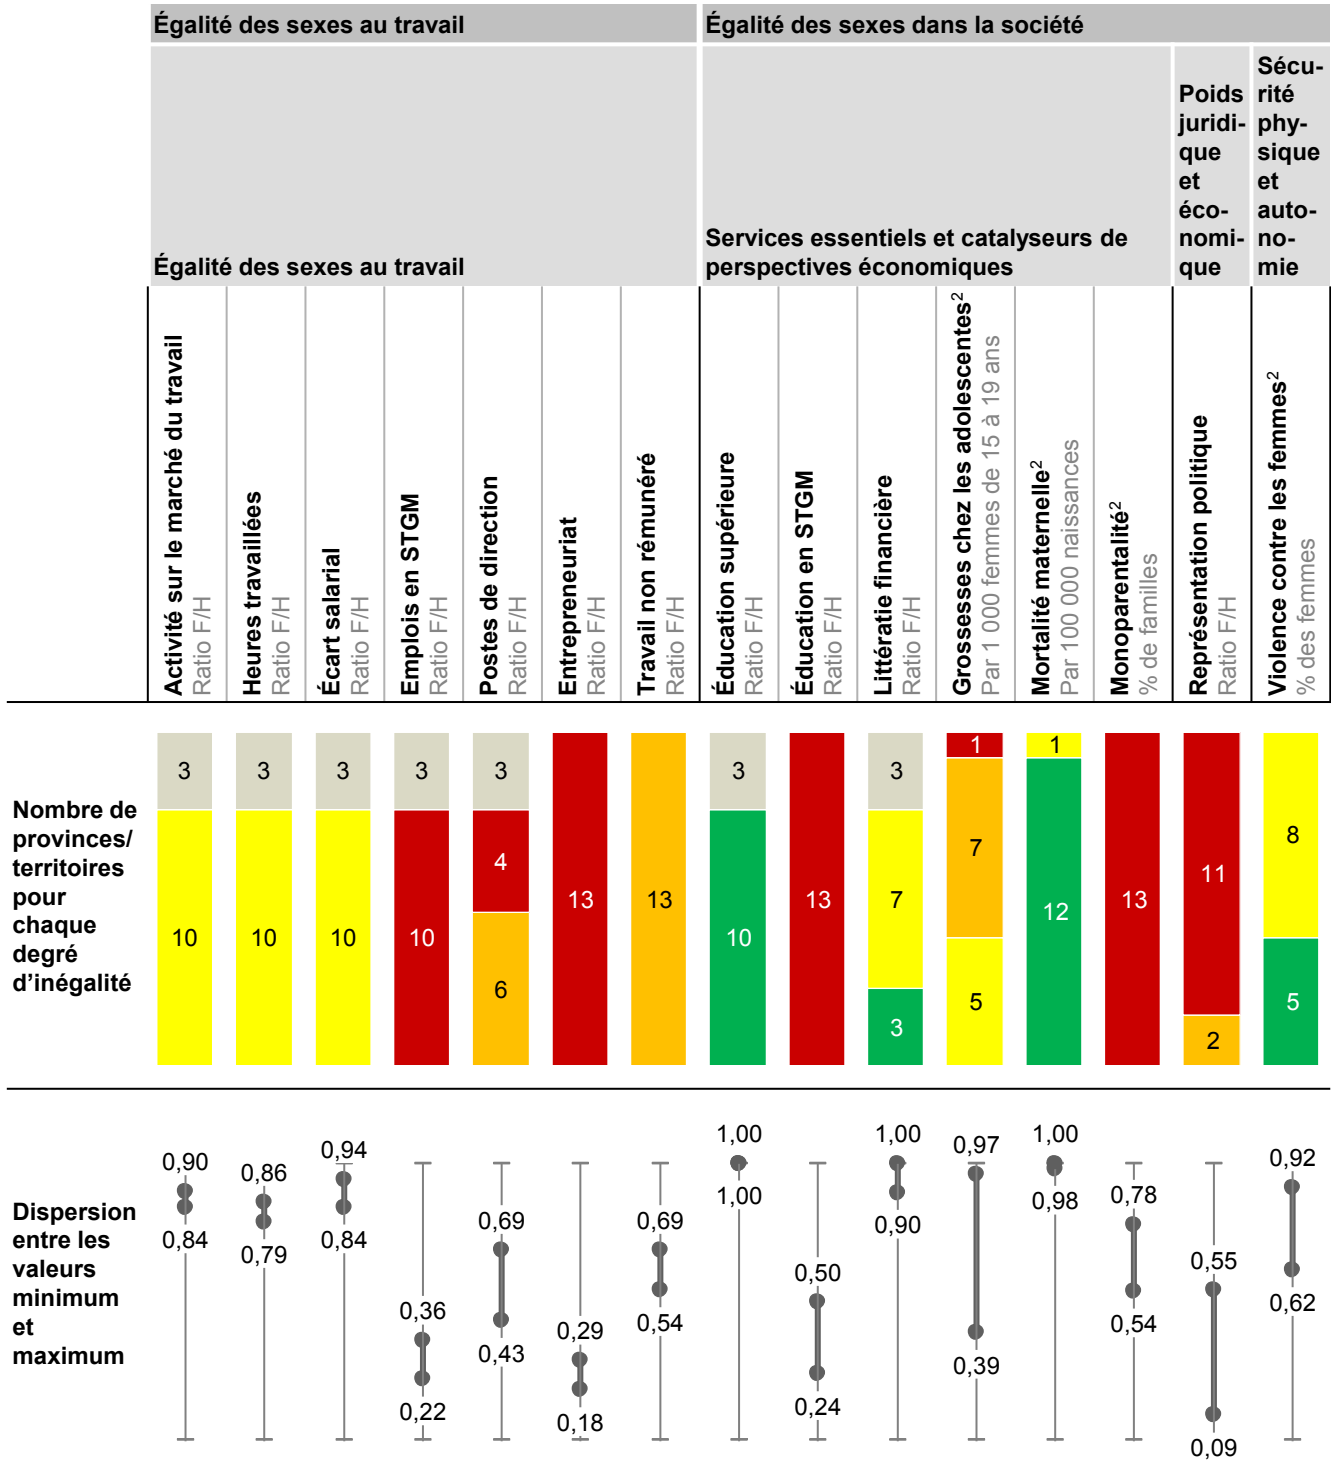 Égalité des sexes au travail
Égalité des sexes dans la société
Égalité des sexes au travail
Services essentiels et catalyseurs de
perspectives économiques
Poids
juridi-
que
et
éco-
nomi-
que
Sécu-
rité
phy-
sique
et
auto-
no-
mie
Activité sur le marché du travail
Ratio F/H
Heures travaillées
Ratio F/H
Écart salarial
Ratio F/H
Emplois en STGM
Ratio F/H
Postes de direction
Ratio F/H
Entrepreneuriat
Ratio F/H
Travail non rémunéré
Ratio F/H
Éducation supérieure
Ratio F/H
Éducation en STGM
Ratio F/H
Littératie financière
Ratio F/H
Grossesses chez les adolescentes²
Par 1 000 femmes de 15 à 19 ans
Mortalité maternelle²
Par 100 000 naissances
Monoparentalité²
% de familles
Représentation politique
Ratio F/H
Violence contre les femmes²
% des femmes
Nombre de
provinces/
territoires
pour
chaque
degré
d'inégalité
3
10
3
10
3
10
3
10
3
4
6
13
13
3
10
13
3
7
3
1
7
5
1
12
13
11
2
8
5
Dispersion
entre les
valeurs
minimum
et
maximum
0,90
0,84
0,86
0,79
0,94
0,84
0,36
0,22
0,69
0,43
0,29
0,18
0,69
0,54
1,00
1,00
0,50
0,24
1,00
0,90
0,97
0,39
1,00
0,98
0,78
0,54
0,55
0,09
0,92
0,62